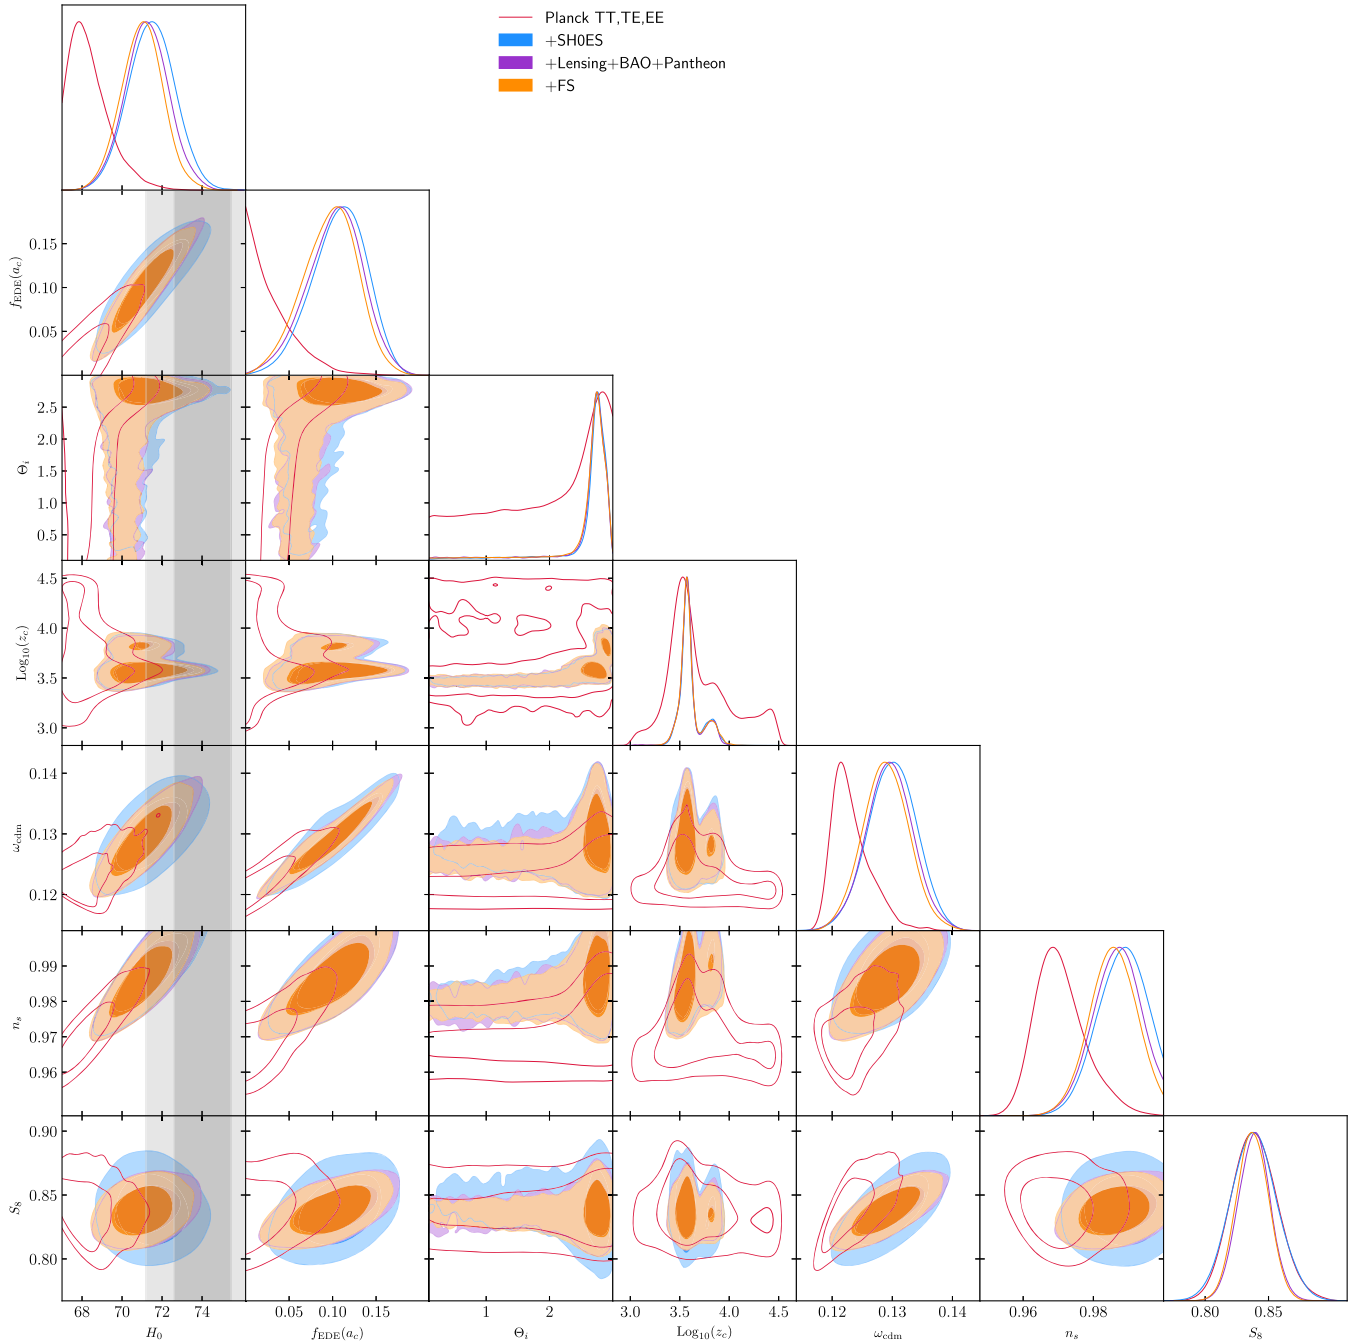 Planck TT,TE,EE
+SH0ES
+Lensing+BAO+Pantheon
+FS
0.15
0.10
0.05
f_EDE(a_c)
2.5
2.0
1.5
1.0
0.5
Θ_i
4.5
4.0
3.5
3.0
Log₁₀(z_c)
0.14
0.13
0.12
ω_cdm
0.99
0.98
0.97
0.96
n_s
0.90
0.85
0.80
S₈
68 70 72 74
0.05 0.10 0.15
1 2
3.0 3.5 4.0 4.5
0.12 0.13 0.14
0.96 0.98
0.80 0.85
H₀ f_EDE(a_c) Θ_i Log₁₀(z_c) ω_cdm n_s S₈